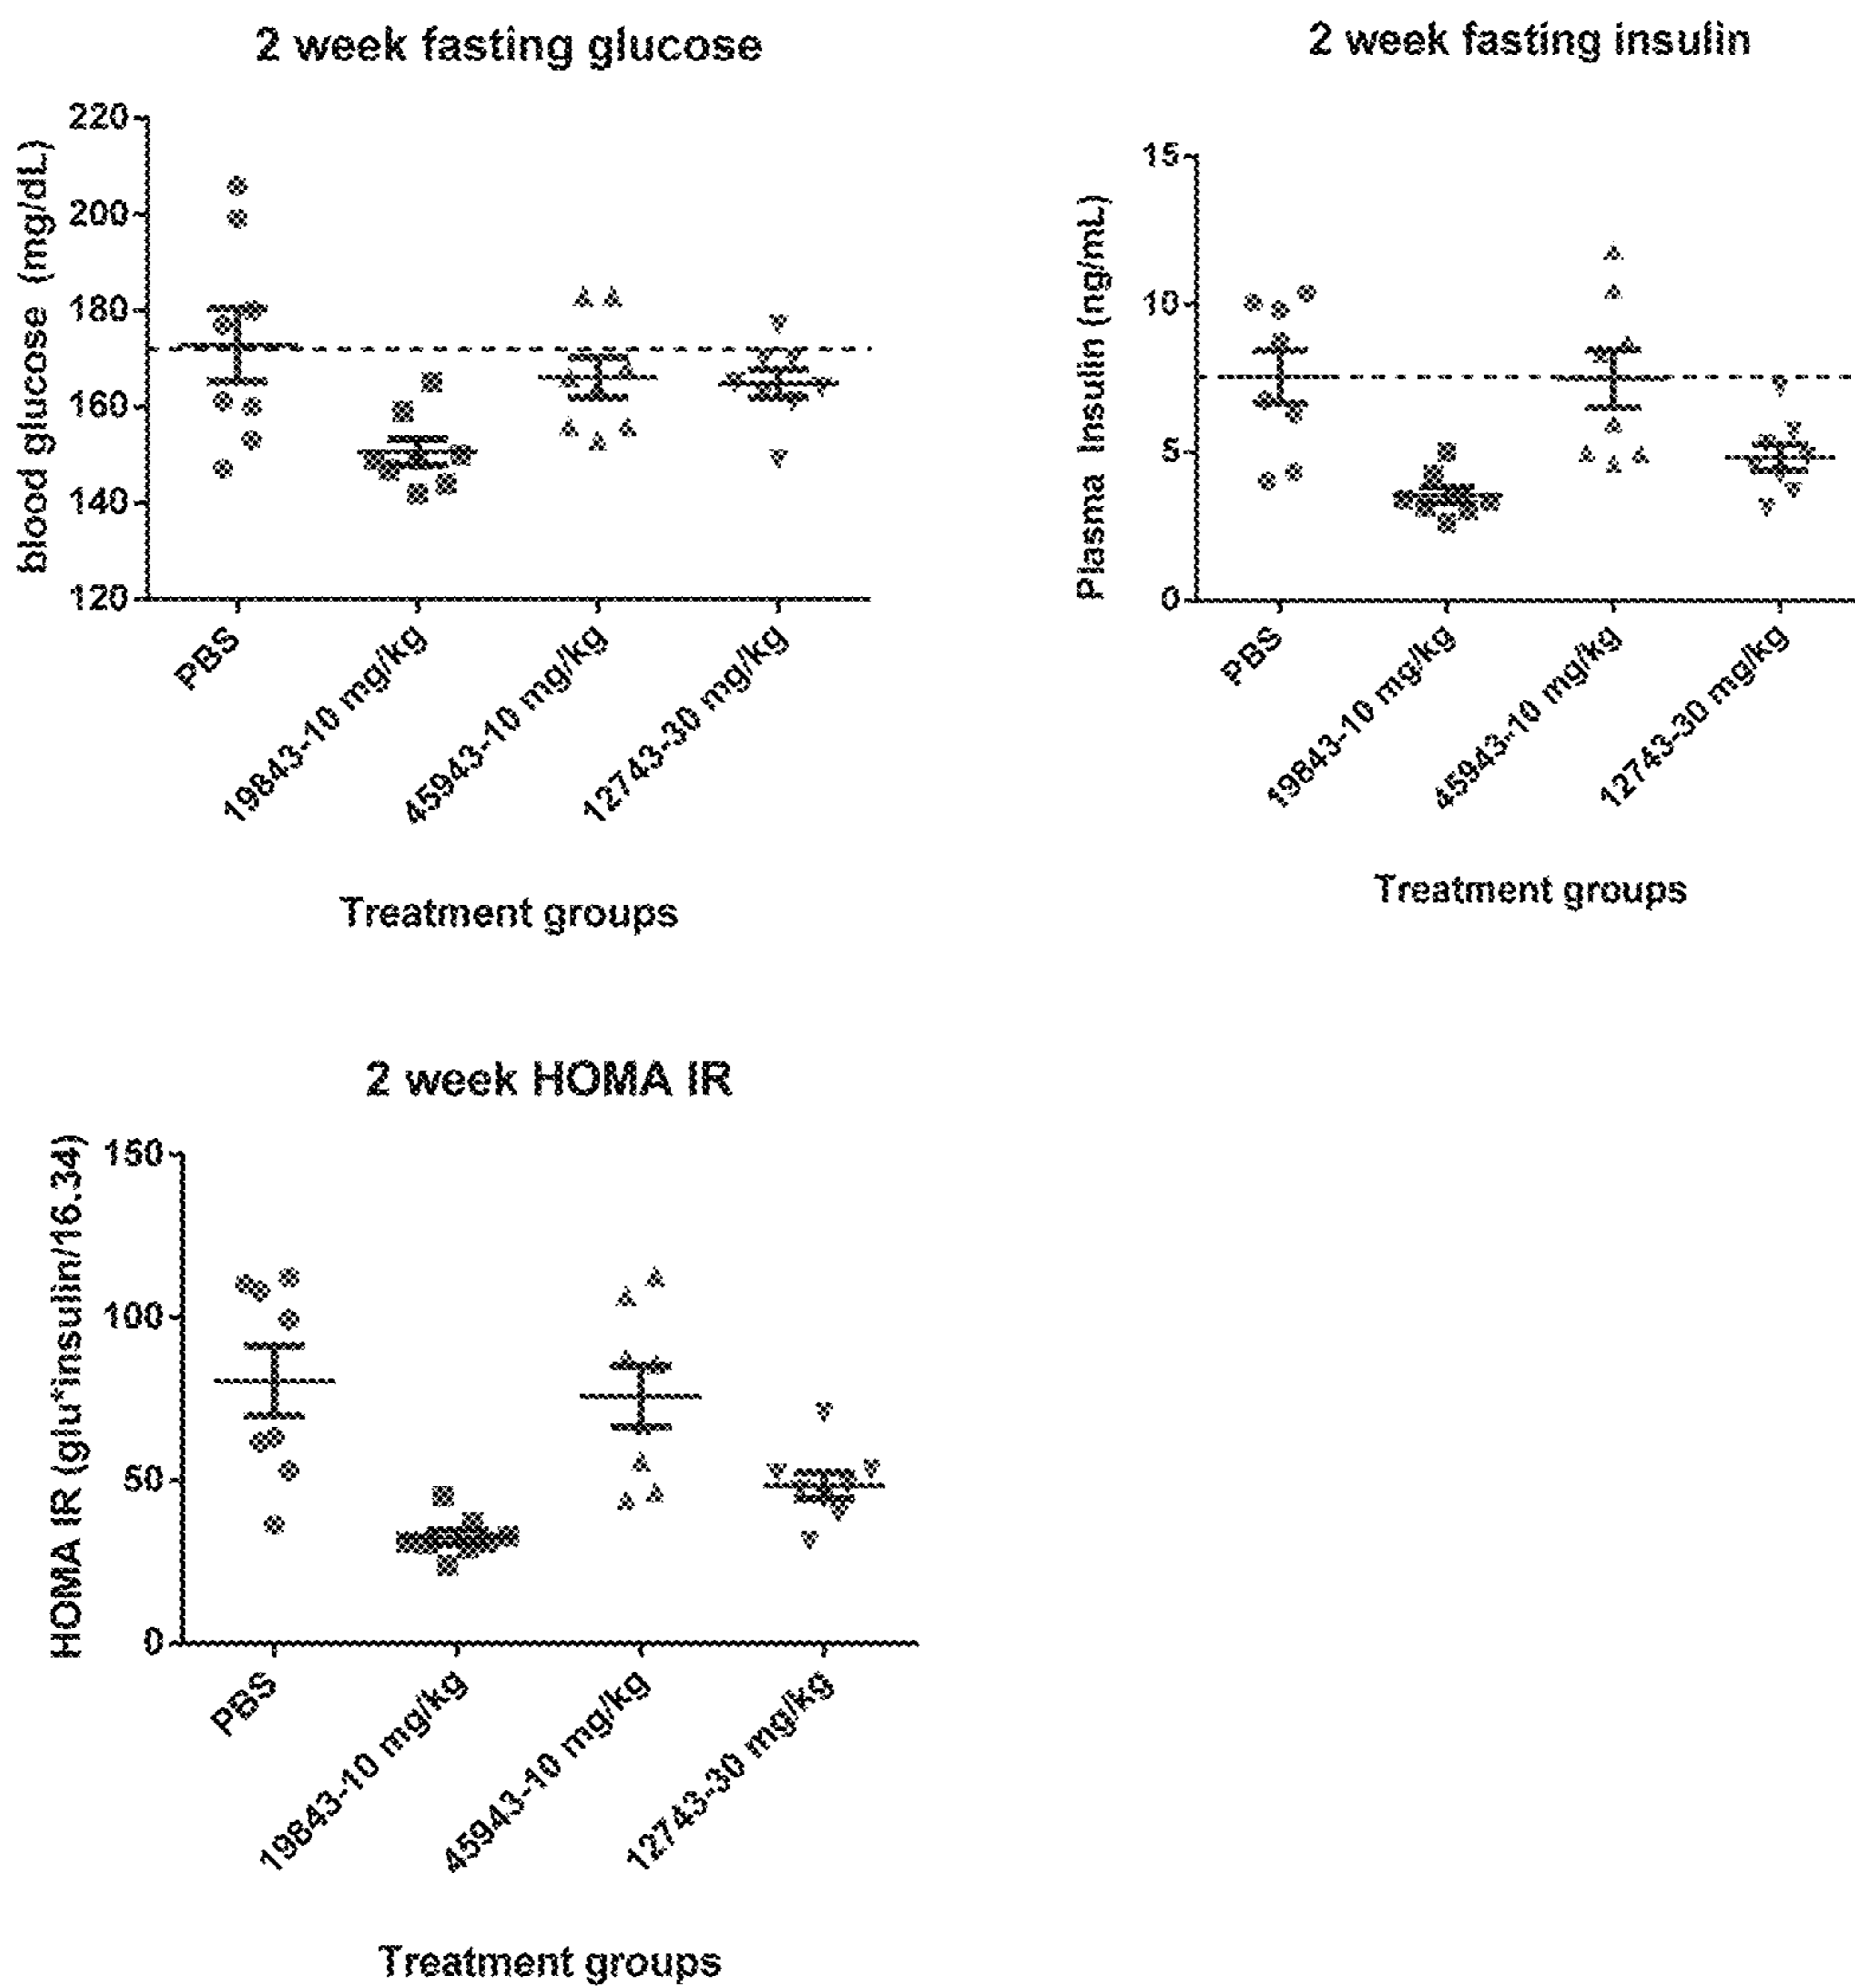 2 week fasting glucose
blood glucose (mg/dL)
220
200
180
160
140
120
PBS
19843-10 mg/kg
45943-10 mg/kg
12743-30 mg/kg
Treatment groups
2 week fasting insulin
Plasma Insulin (ng/mL)
15
10
5
0
PBS
19843-10 mg/kg
45943-10 mg/kg
12743-30 mg/kg
Treatment groups
2 week HOMA IR
HOMA IR (glu*insulin/16.34)
150
100
50
0
PBS
19843-10 mg/kg
45943-10 mg/kg
12743-30 mg/kg
Treatment groups